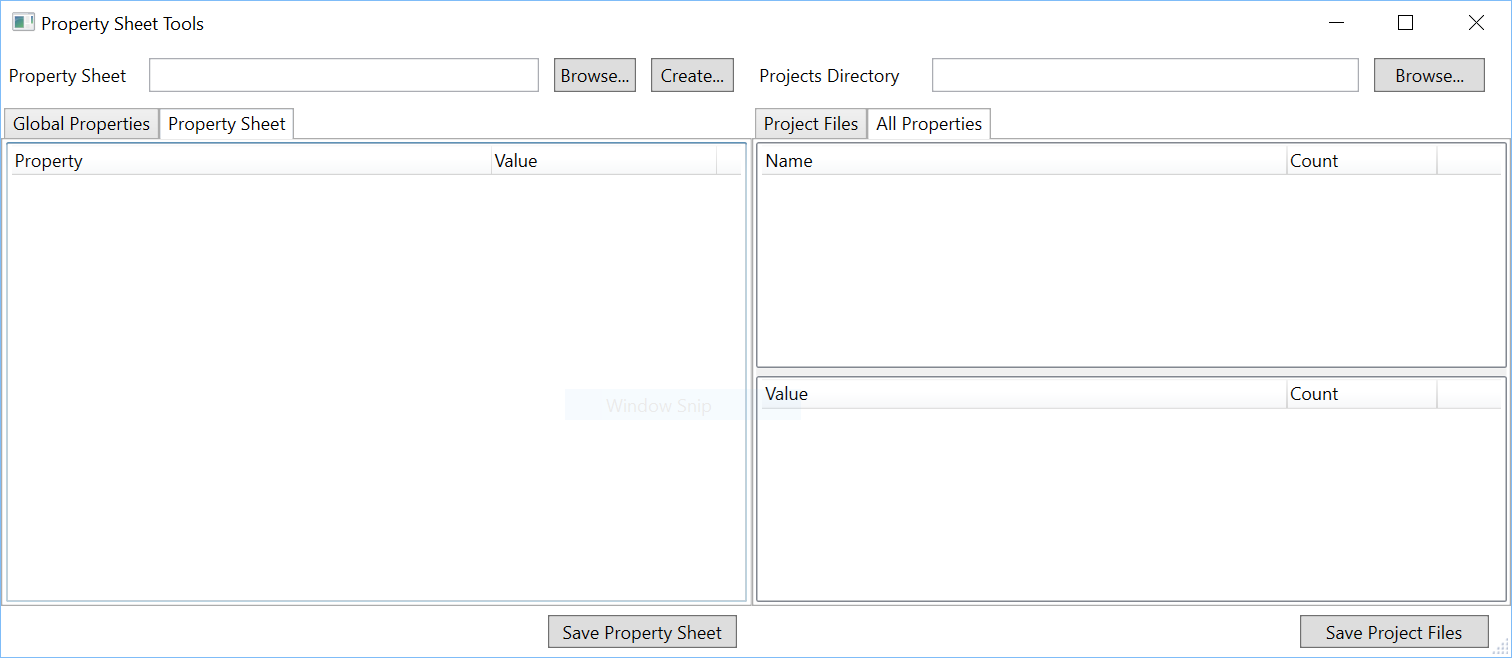 Property Sheet Tools
Property Sheet Browse... Create... Projects Directory Browse...
Global Properties Property Sheet Project Files All Properties
Property Value Name Count
Value Count
Window Snip
Save Property Sheet Save Project Files